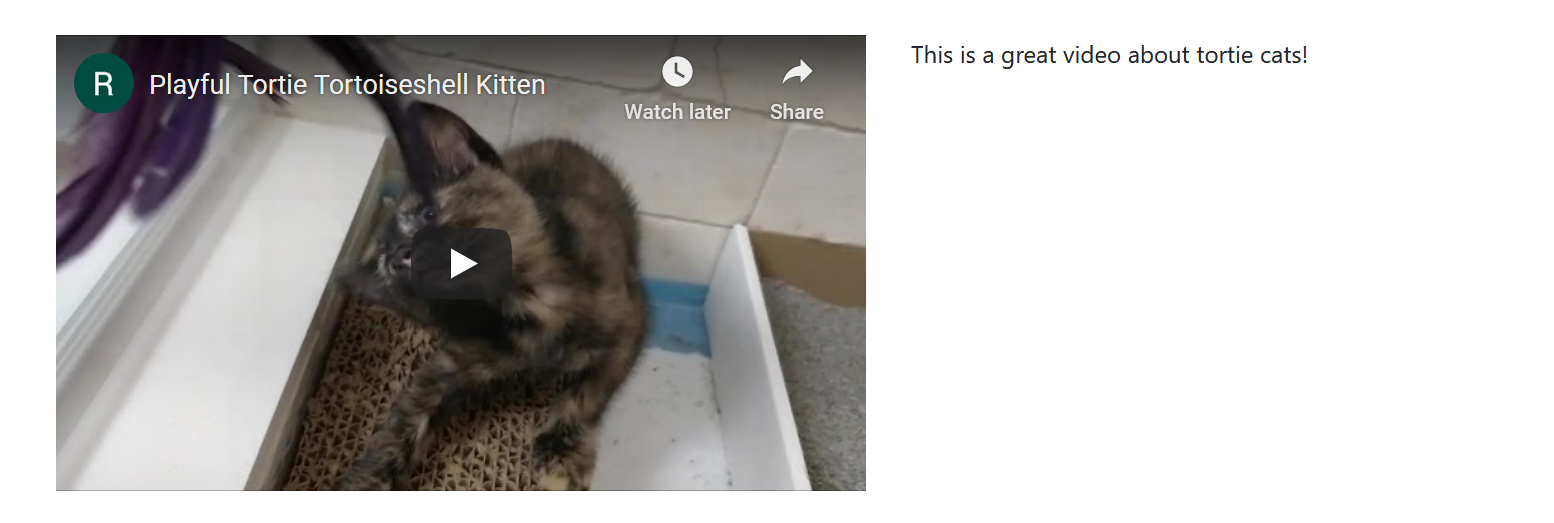 R
Playful Tortie Tortoiseshell Kitten
Watch later
Share
This is a great video about tortie cats!